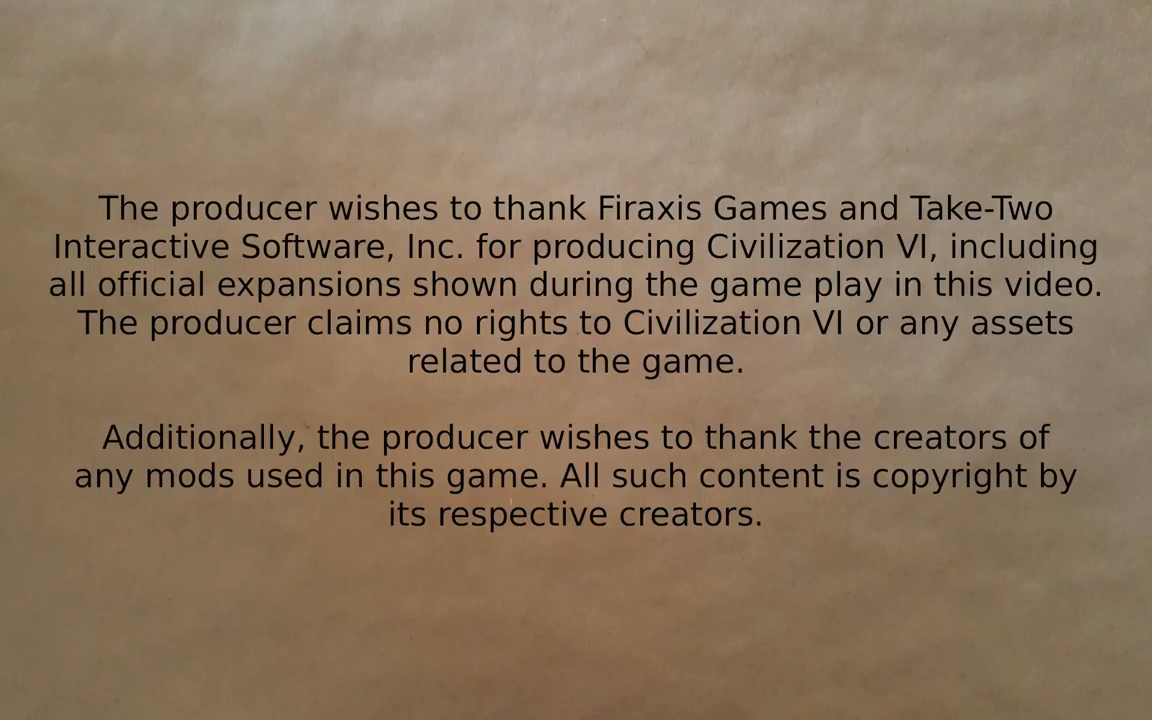 The producer wishes to thank Firaxis Games and Take-Two
Interactive Software, Inc. for producing Civilization VI, including
all official expansions shown during the game play in this video.
The producer claims no rights to Civilization VI or any assets
related to the game.
Additionally, the producer wishes to thank the creators of
any mods used in this game. All such content is copyright by
its respective creators.